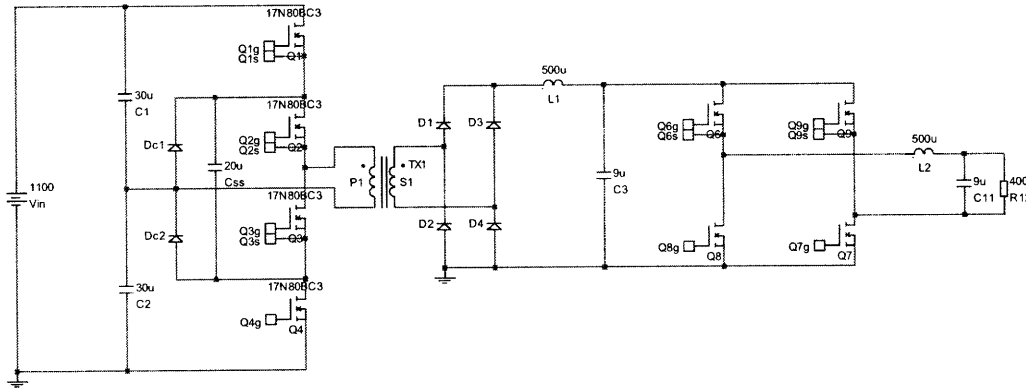 17N80BC3
Q1g
Q1s
Q1
30u
C1
17N80BC3
Q2g
Q2s
Q2
Dc1
20u
Css
1100
Vin
P1
TX1
S1
17N80BC3
Q3g
Q3s
Q3
Dc2
30u
C2
17N80BC3
Q4g
Q4
D1
D3
D2
D4
500u
L1
9u
C3
Q6g
Q6s
Q6
Q9g
Q9s
Q9
Q8g
Q8
Q7g
Q7
500u
L2
9u
C11
400